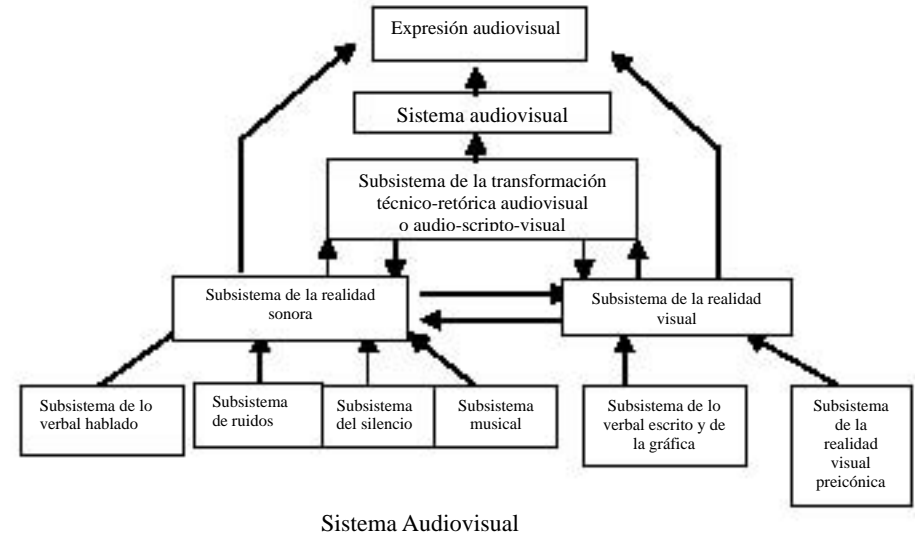 Expresión audiovisual
Sistema audiovisual
Subsistema de la transformación
técnico-retórica audiovisual
o audio-scripto-visual
Subsistema de la realidad
sonora
Subsistema de la realidad
visual
Subsistema de lo
verbal hablado
Subsistema
de ruidos
Subsistema
del silencio
Subsistema
musical
Subsistema de lo
verbal escrito y de
la gráfica
Subsistema
de la
realidad
visual
preicónica
Sistema Audiovisual